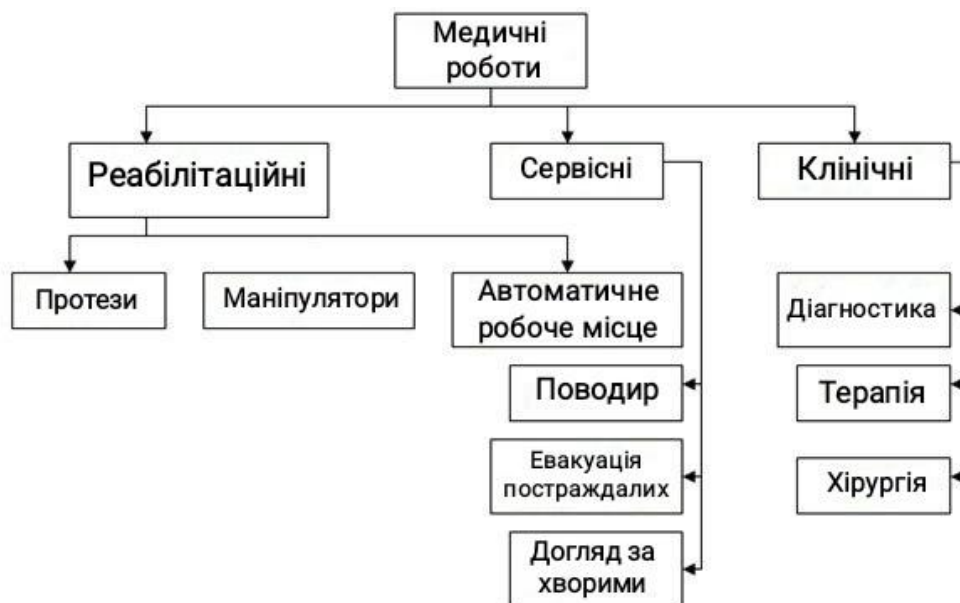 Медичні
роботи
Реабілітаційні
Сервісні
Клінічні
Протези
Маніпулятори
Автоматичне
робоче місце
Діагностика
Поводир
Терапія
Евакуація
постраждалих
Хірургія
Догляд за
хворими